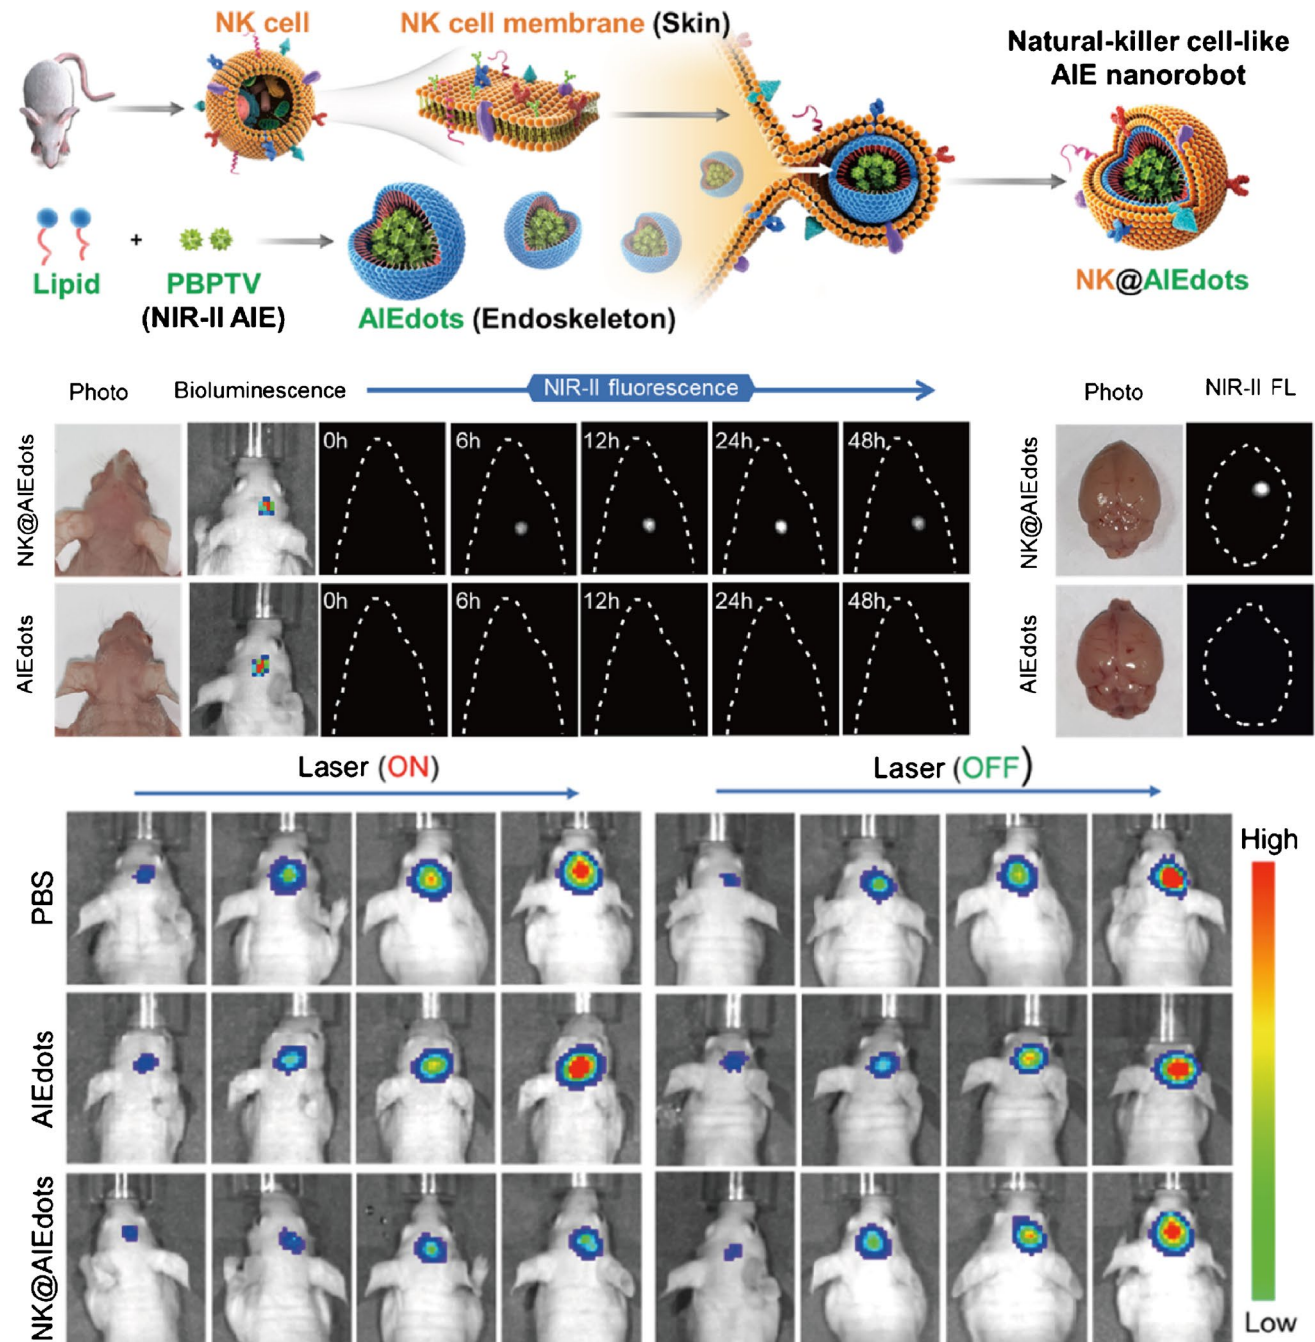 NK cell
NK cell membrane (Skin)
Natural-killer cell-like
AIE nanorobot
Lipid
+
PBPTV
(NIR-II AIE)
AIEdots (Endoskeleton)
NK@AIEdots
Photo
Bioluminescence
NIR-II fluorescence
Photo
NIR-II FL
NK@AIEdots
0h
6h
12h
24h
48h
NK@AIEdots
AIEdots
0h
6h
12h
24h
48h
AIEdots
Laser (ON)
Laser (OFF)
PBS
AIEdots
NK@AIEdots
High
Low